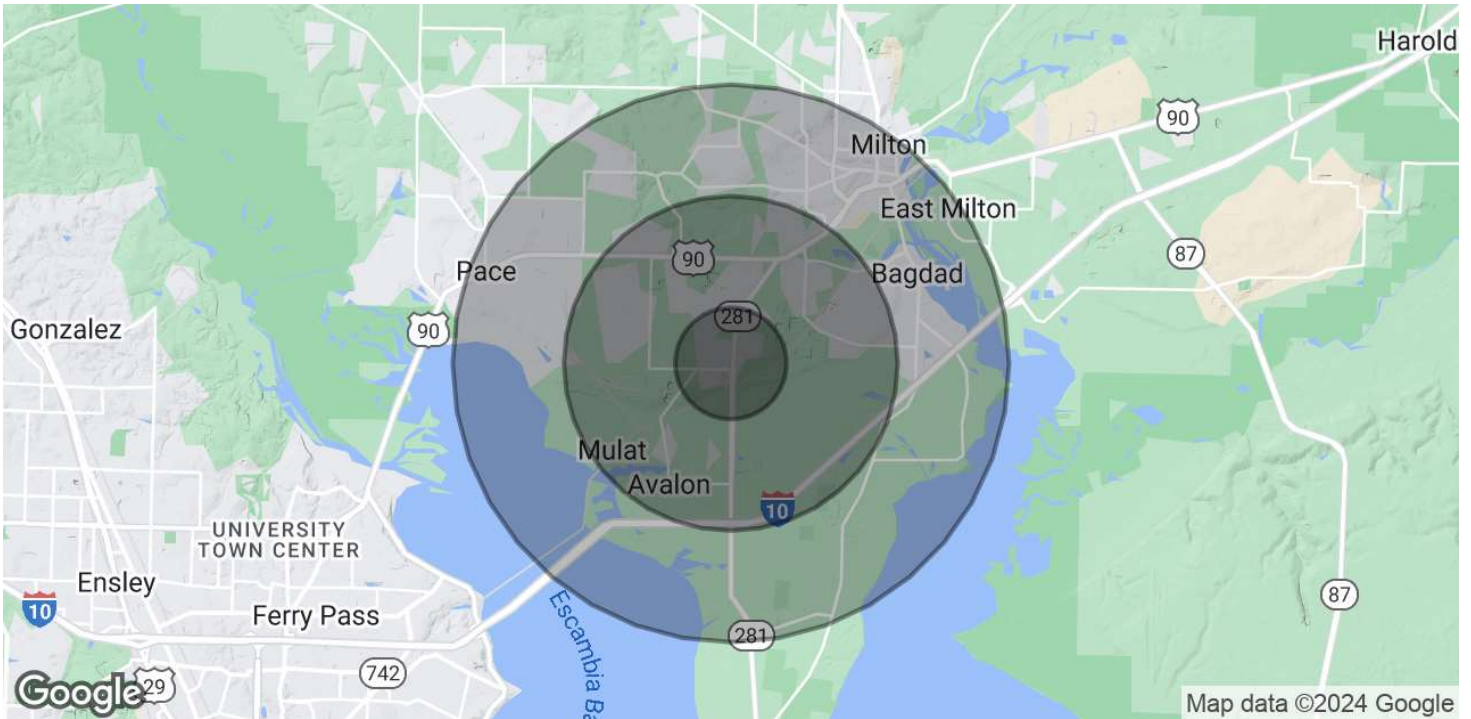 Harold
90
Milton
East Milton
87
90
Pace
Bagdad
281
Gonzalez
90
Mulat
Avalon
10
UNIVERSITY
TOWN CENTER
Ensley
87
10
Ferry Pass
Escambia Ba
281
742
29
Google
Map data ©2024 Google